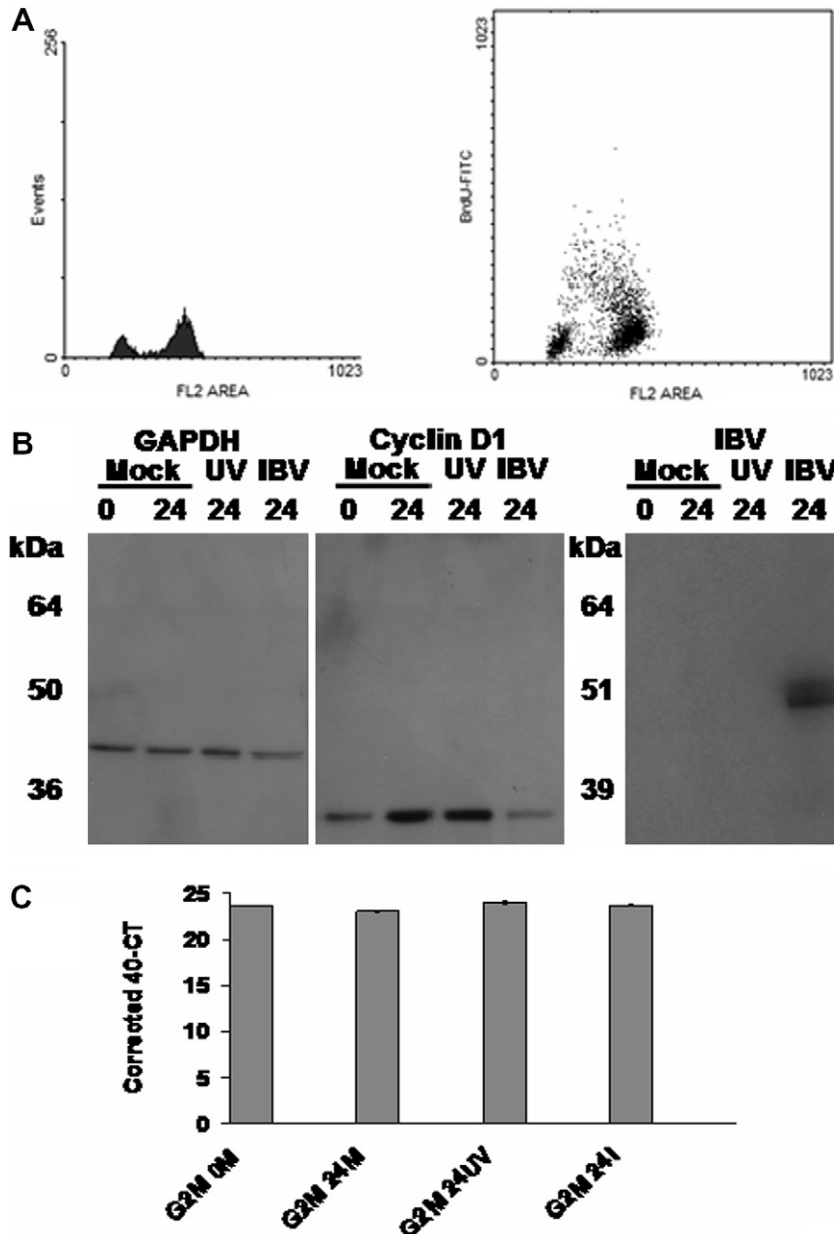 A
256
Events
0
0
1023
FL2 AREA
1023
BrdU-FITC
0
0
1023
FL2 AREA
B
GAPDH
Mock UV IBV
0 24 24 24
kDa
64
50
36
Cyclin D1
Mock UV IBV
0 24 24 24
IBV
Mock UV IBV
0 24 24 24
kDa
64
51
39
C
Corrected 40-CT
25
20
15
10
5
0
G2M 0M
G2M 24M
G2M 24UV
G2M 24I